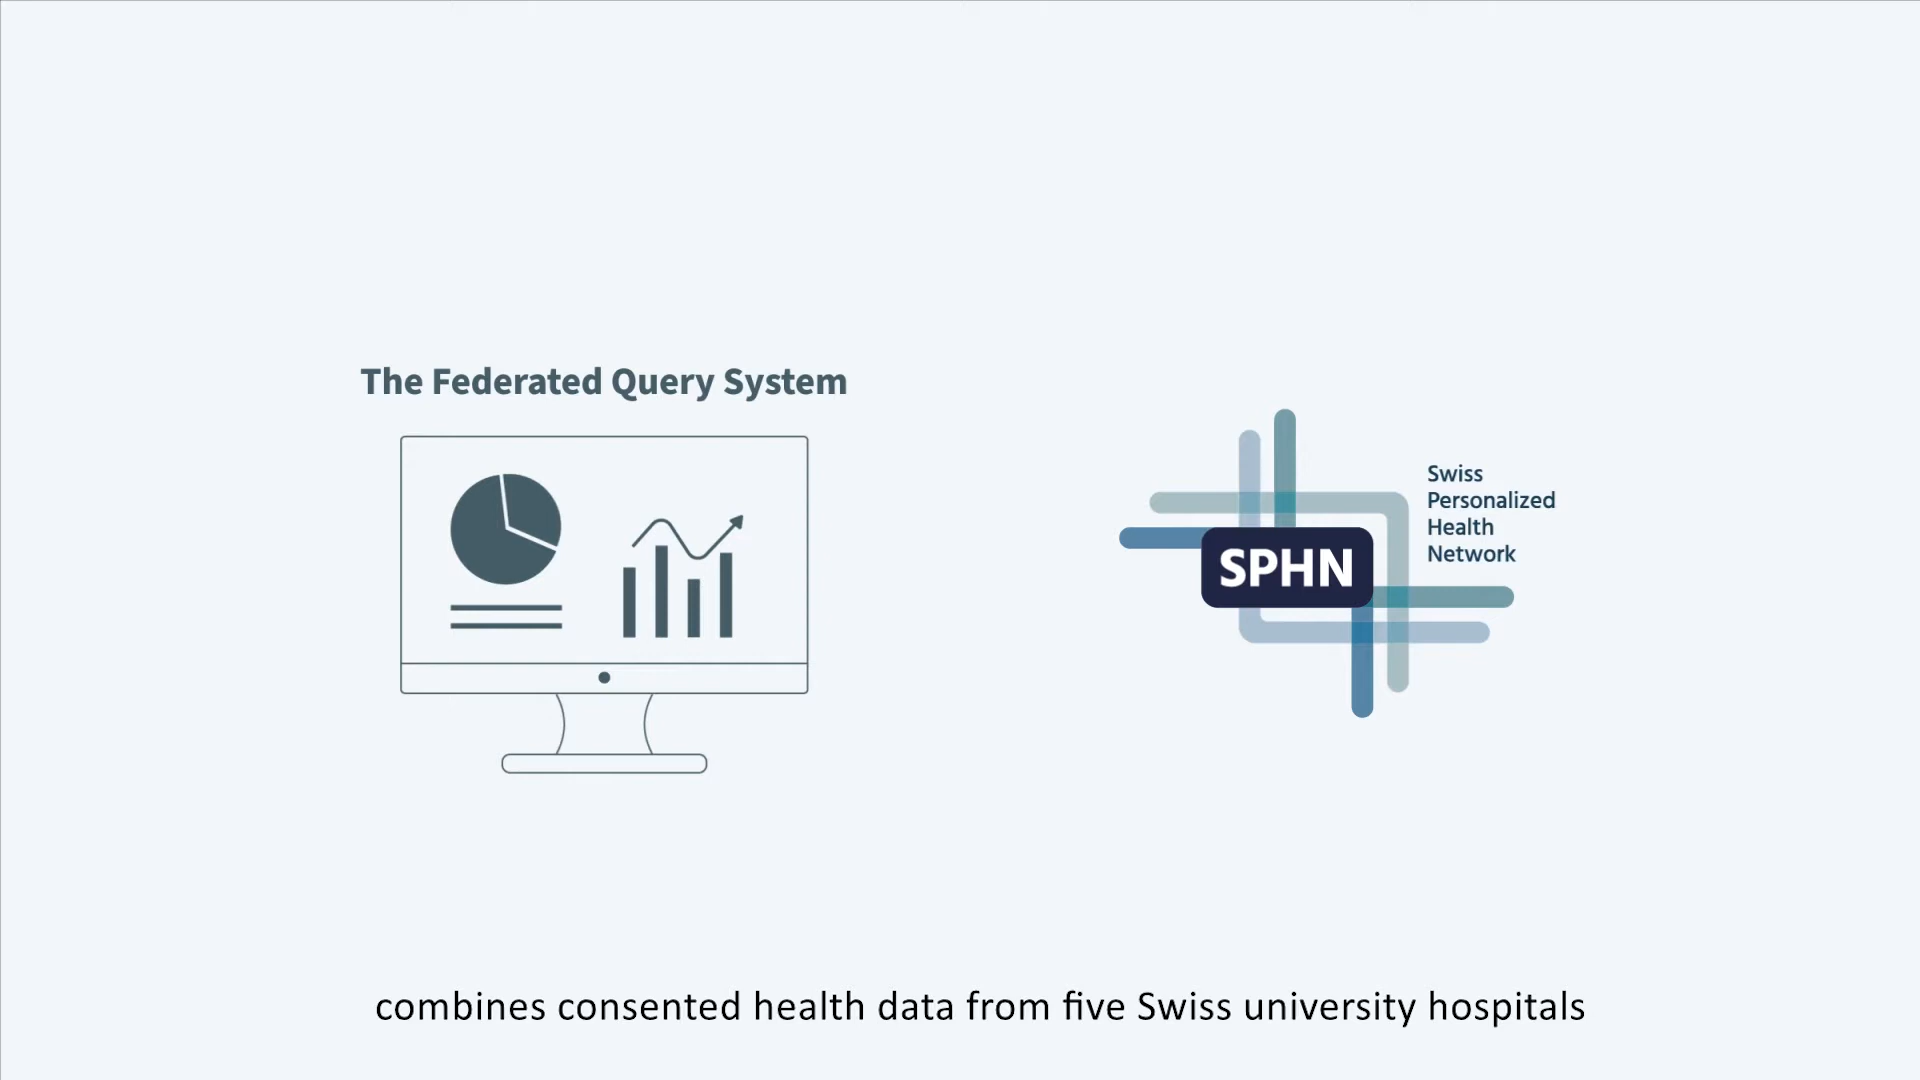 The Federated Query System
Swiss
Personalized
Health
Network
SPHN
combines consented health data from five Swiss university hospitals